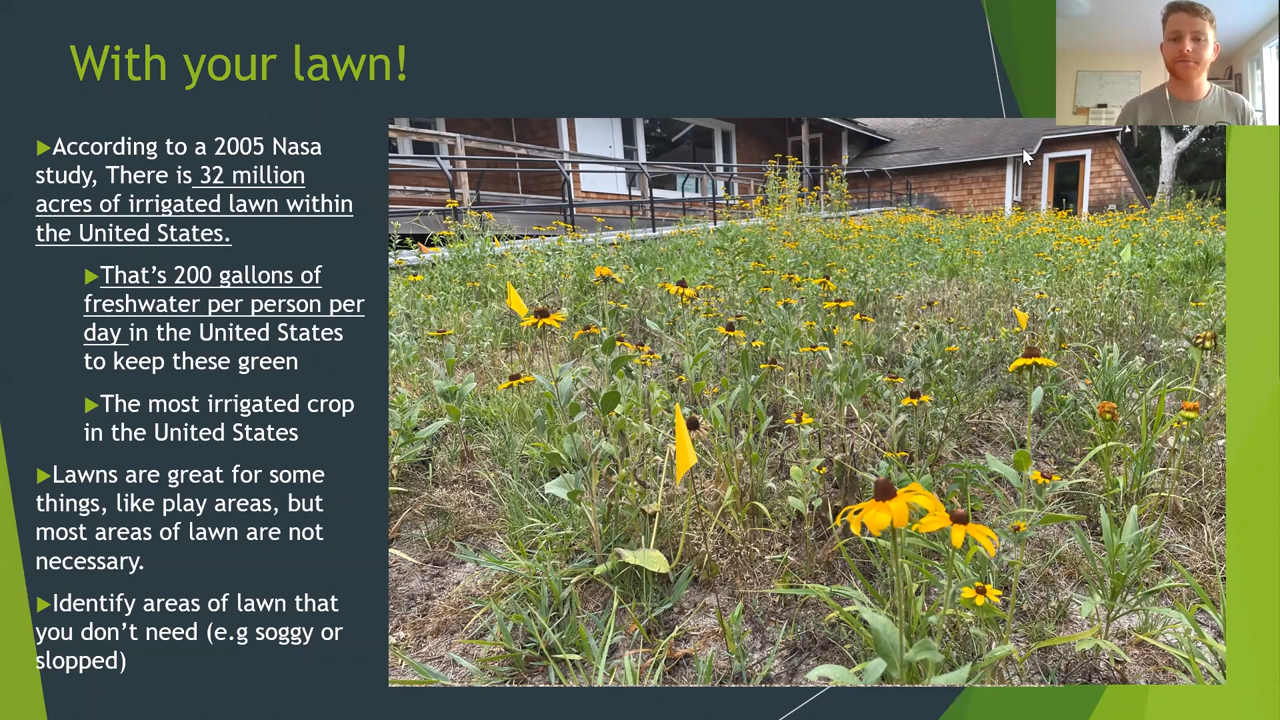 With your lawn!
According to a 2005 Nasa
study, There is 32 million
acres of irrigated lawn within
the United States.
That’s 200 gallons of
freshwater per person per
day in the United States
to keep these green
The most irrigated crop
in the United States
Lawns are great for some
things, like play areas, but
most areas of lawn are not
necessary.
Identify areas of lawn that
you don’t need (e.g soggy or
slopped)